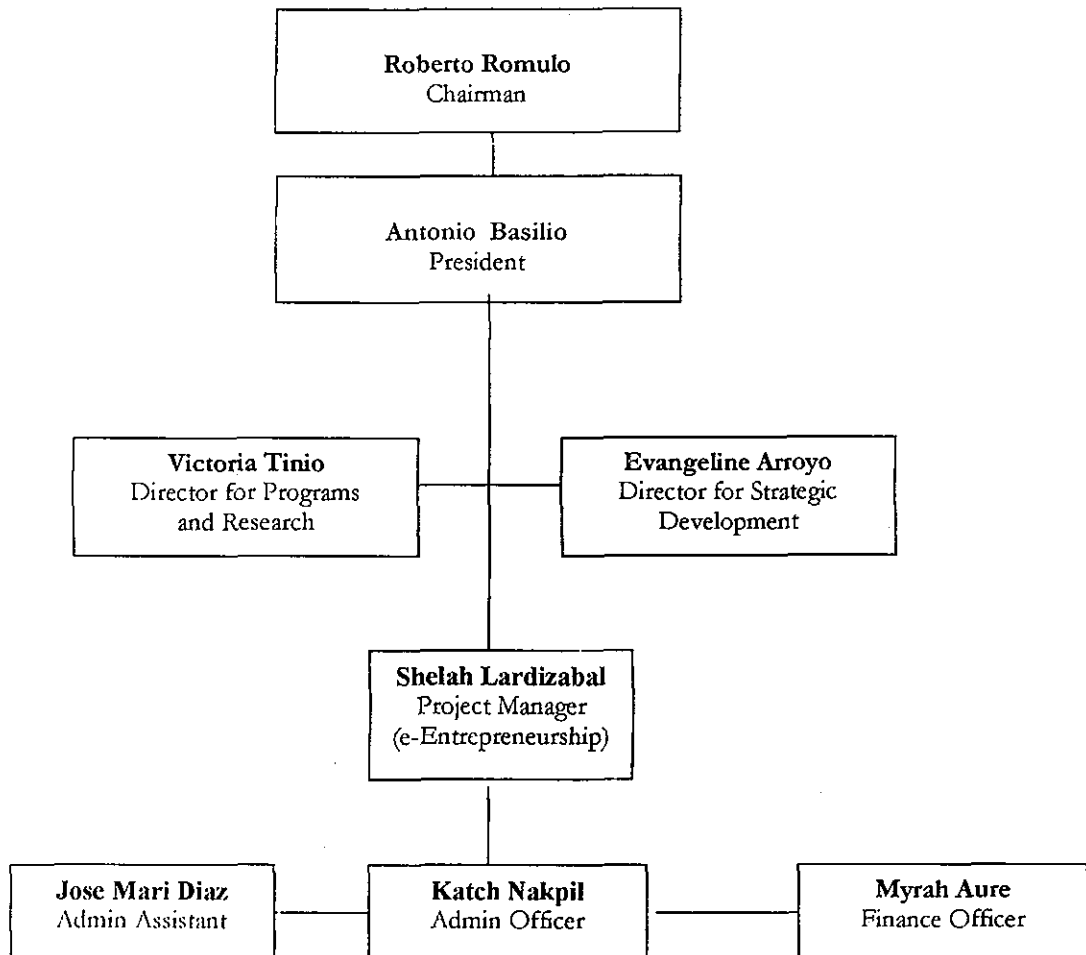 Roberto Romulo
Chairman
Antonio Basilio
President
Victoria Tinio
Director for Programs
and Research
Evangeline Arroyo
Director for Strategic
Development
Shelah Lardizabal
Project Manager
(e-Entrepreneurship)
Jose Mari Diaz
Admin Assistant
Katch Nakpil
Admin Officer
Myrah Aure
Finance Officer